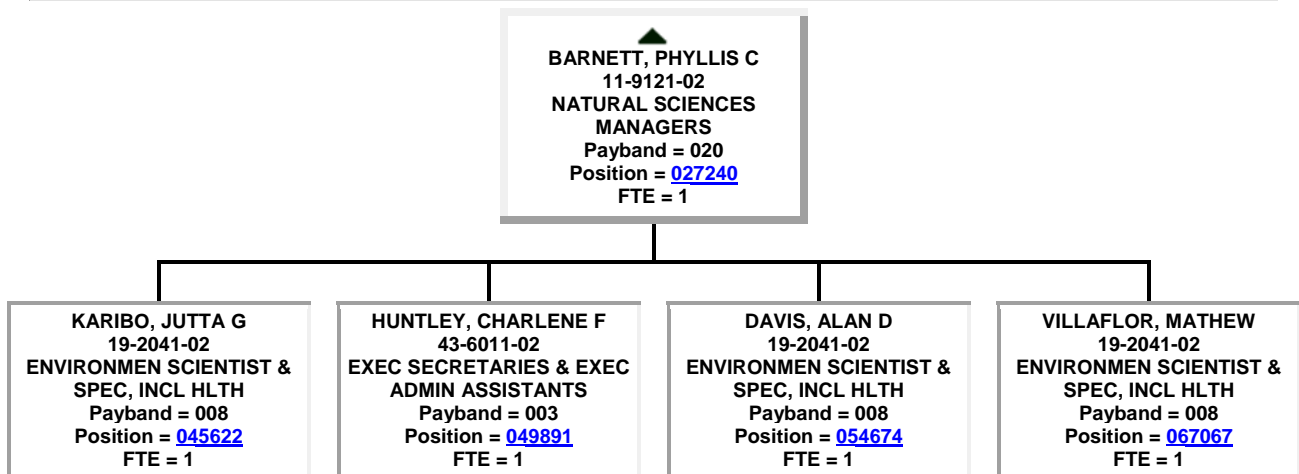 BARNETT, PHYLLIS C
11-9121-02
NATURAL SCIENCES
MANAGERS
Payband = 020
Position = 027240
FTE = 1
KARIBO, JUTTA G
19-2041-02
ENVIRONMEN SCIENTIST &
SPEC, INCL HLTH
Payband = 008
Position = 045622
FTE = 1
HUNTLEY, CHARLENE F
43-6011-02
EXEC SECRETARIES & EXEC
ADMIN ASSISTANTS
Payband = 003
Position = 049891
FTE = 1
DAVIS, ALAN D
19-2041-02
ENVIRONMEN SCIENTIST &
SPEC, INCL HLTH
Payband = 008
Position = 054674
FTE = 1
VILLAFLOR, MATHEW
19-2041-02
ENVIRONMEN SCIENTIST &
SPEC, INCL HLTH
Payband = 008
Position = 067067
FTE = 1